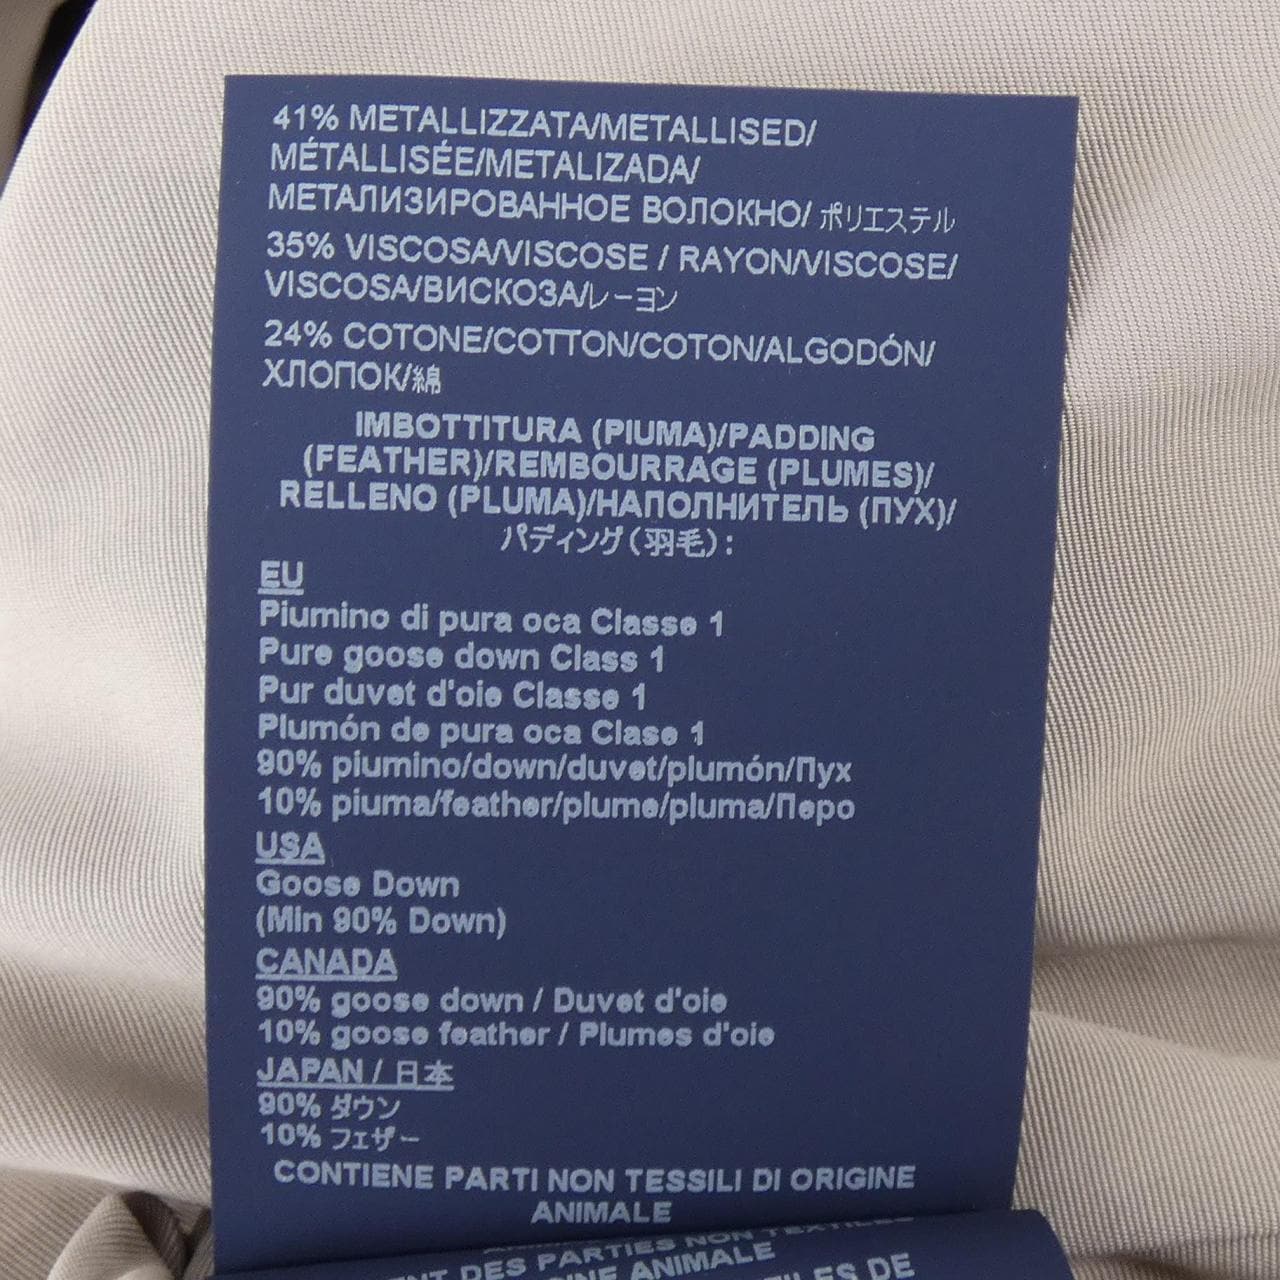 41% METALLIZZATA/METALLISED/
MÉTALLISÉE/METALIZADA/
МЕТАЛИЗИРОВАННОЕ ВОЛОКНО/ ポリエステル
35% VISCOSA/VISCOSE / RAYON/VISCOSE/
VISCOSA/ВИСКОЗА/レーヨン
24% COTONE/COTTON/COTON/ALGODÓN/
ХЛОПОК/綿
IMBOTTITURA (PIUMA)/PADDING
(FEATHER)/REMBOURRAGE (PLUMES)/
RELLENO (PLUMA)/НАПОЛНИТЕЛЬ (ПУХ)/
パディング(羽毛):
EU
Piumino di pura oca Classe 1
Pure goose down Class 1
Pur duvet d'oie Classe 1
Plumón de pura oca Clase 1
90% piumino/down/duvet/plumón/Пух
10% piuma/feather/plume/pluma/Перо
USA
Goose Down
(Min 90% Down)
CANADA
90% goose down / Duvet d'oie
10% goose feather / Plumes d'oie
JAPAN / 日本
90% ダウン
10% フェザー
CONTIENE PARTI NON TESSILI DI ORIGINE
ANIMALE
DES PARTIES NON TEXTILES
ANIMALE
DE